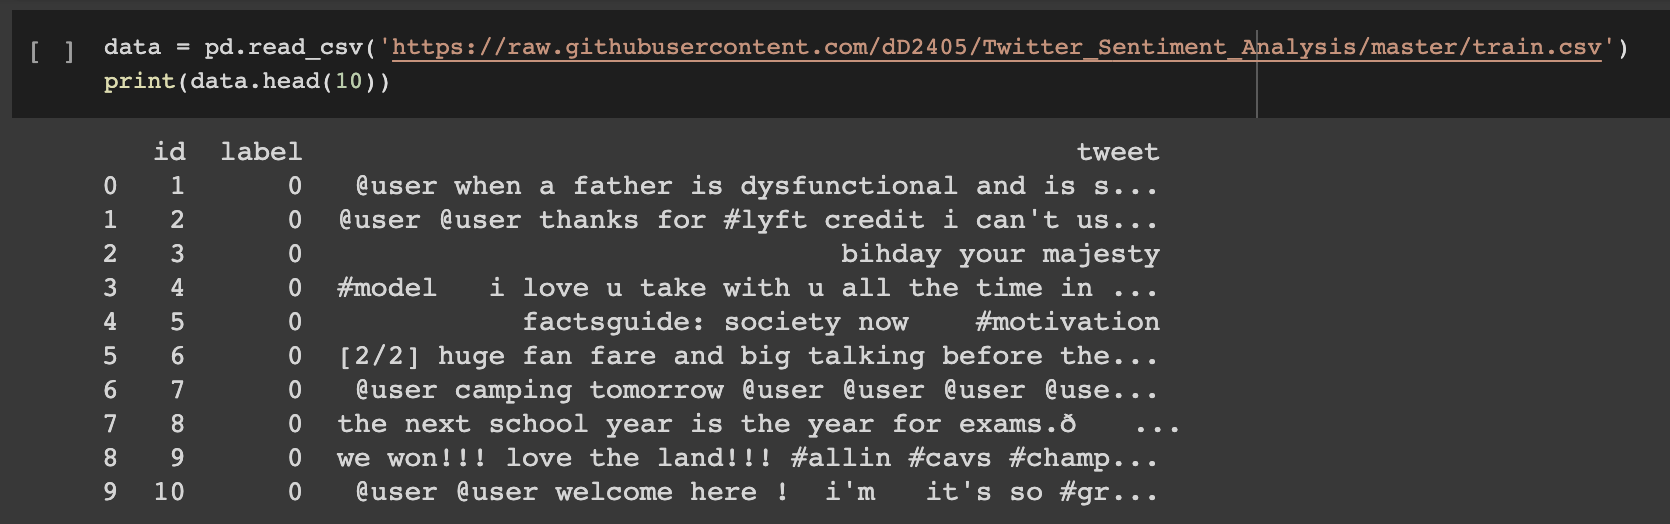 [ ] data = pd.read_csv('https://raw.githubusercontent.com/dD2405/Twitter_Sentiment_Analysis/master/train.csv')
print(data.head(10))
id label tweet
0 1 0 @user when a father is dysfunctional and is s...
1 2 0 @user @user thanks for #lyft credit i can't us...
2 3 0 bihday your majesty
3 4 0 #model i love u take with u all the time in ...
4 5 0 factsguide: society now #motivation
5 6 0 [2/2] huge fan fare and big talking before the...
6 7 0 @user camping tomorrow @user @user @user @use...
7 8 0 the next school year is the year for exams.ð ...
8 9 0 we won!!! love the land!!! #allin #cavs #champ...
9 10 0 @user @user welcome here ! i'm it's so #gr...